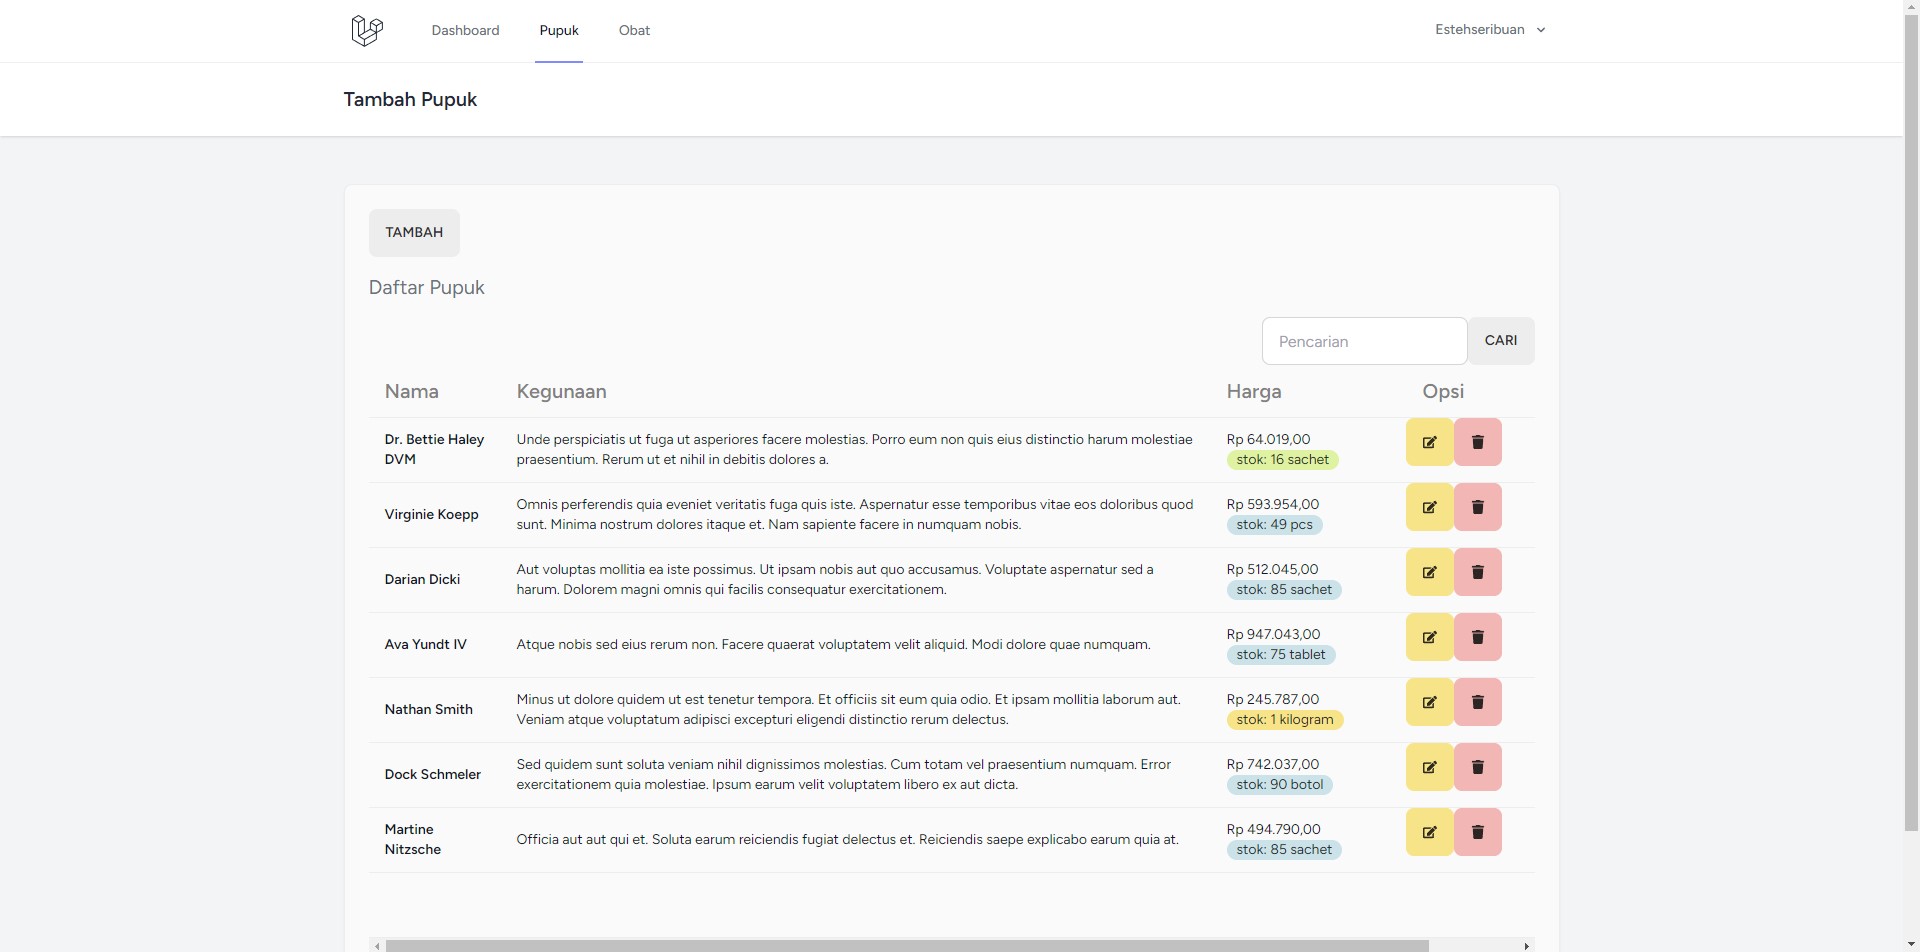 Dashboard Pupuk Obat Estehseribuan
Tambah Pupuk
TAMBAH
Daftar Pupuk
Pencarian CARI
Nama Kegunaan Harga Opsi
Dr. Bettie Haley DVM
Unde perspiciatis ut fuga ut asperiores facere molestias. Porro eum non quis eius distinctio harum molestiae
praesentium. Rerum ut et nihil in debitis dolores a.
Rp 64.019,00
stok: 16 sachet
Virginie Koepp
Omnis perferendis quia eveniet veritatis fuga quis iste. Aspernatur esse temporibus vitae eos doloribus quod
sunt. Minima nostrum dolores itaque et. Nam sapiente facere in numquam nobis.
Rp 593.954,00
stok: 49 pcs
Darian Dicki
Aut voluptas mollitia ea iste possimus. Ut ipsam nobis aut quo accusamus. Voluptate aspernatur sed a
harum. Dolorem magni omnis qui facilis consequatur exercitationem.
Rp 512.045,00
stok: 85 sachet
Ava Yundt IV
Atque nobis sed eius rerum non. Facere quaerat voluptatem velit aliquid. Modi dolore quae numquam.
Rp 947.043,00
stok: 75 tablet
Nathan Smith
Minus ut dolore quidem ut est tenetur tempora. Et officiis sit eum quia odio. Et ipsam mollitia laborum aut.
Veniam atque voluptatum adipisci excepturi eligendi distinctio rerum delectus.
Rp 245.787,00
stok: 1 kilogram
Dock Schmeler
Sed quidem sunt soluta veniam nihil dignissimos molestias. Cum totam vel praesentium numquam. Error
exercitationem quia molestiae. Ipsum earum velit voluptatem libero ex aut dicta.
Rp 742.037,00
stok: 90 botol
Martine
Nitzsche
Officia aut aut qui et. Soluta earum reiciendis fugiat delectus et. Reiciendis saepe explicabo earum quia at.
Rp 494.790,00
stok: 85 sachet